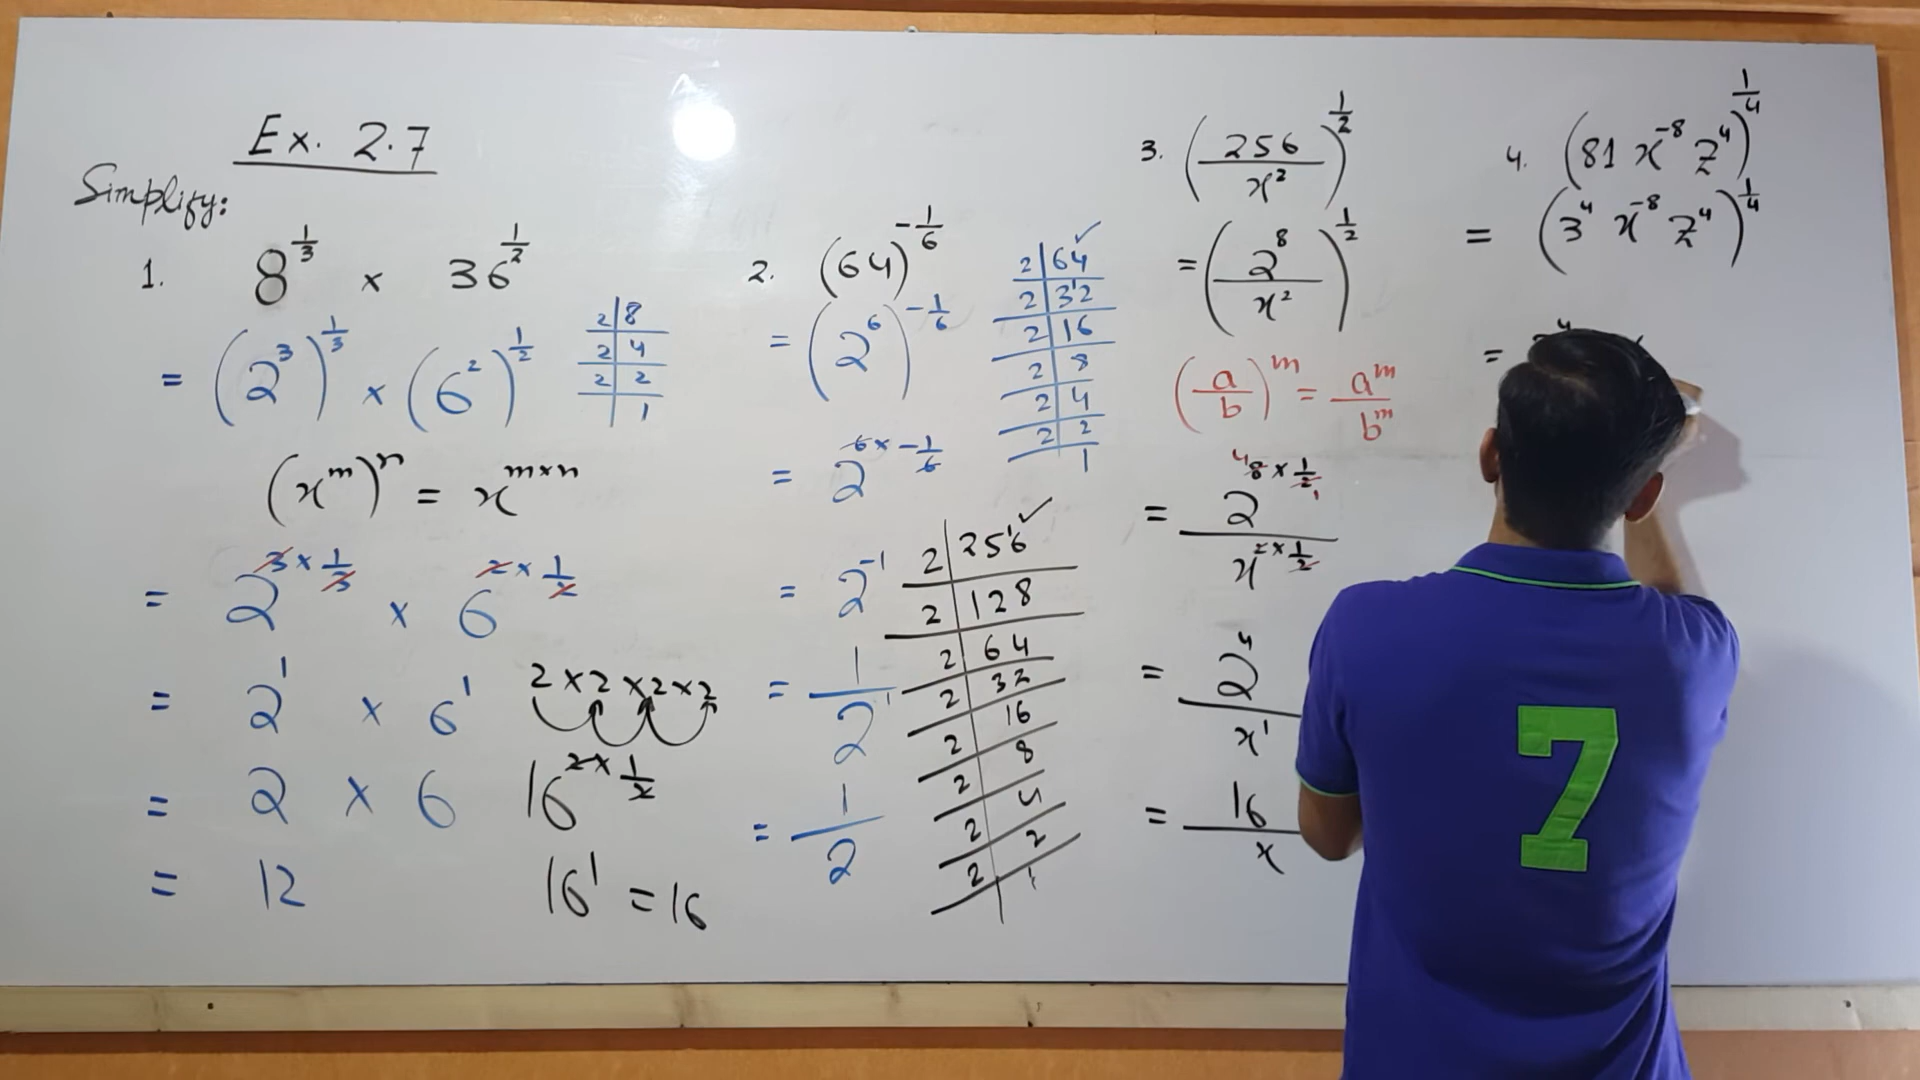 Ex. 2.7
Simplify:
1. 8^(1/3) × 36^(1/2)
= (2^3)^(1/3) × (6^2)^(1/2)
2 | 8
2 | 4
2 | 2
1
(x^m)^n = x^(m×n)
= 2^(3×1/3) × 6^(2×1/2)
= 2^1 × 6^1
2×2×2×2
= 2 × 6
16^(2×1/2)
= 12
16^1 = 16
2. (64)^(-1/6)
= (2^6)^(-1/6)
= 2^(6×-1/6)
= 2^-1
= 1/2^1
= 1/2
2 | 64 ✓
2 | 32
2 | 16
2 | 8
2 | 4
2 | 2
1
2 | 256 ✓
2 | 128
2 | 64
2 | 32
2 | 16
2 | 8
2 | 4
2 | 2
1
3. (256/x^2)^(1/2)
= (2^8/x^2)^(1/2)
(a/b)^m = a^m/b^m
= 2^(8×1/2)/x^(2×1/2)
= 2^4/x^1
= 16/x
4. (81 x^-8 z^4)^(1/4)
= (3^4 x^-8 z^4)^(1/4)
=
7